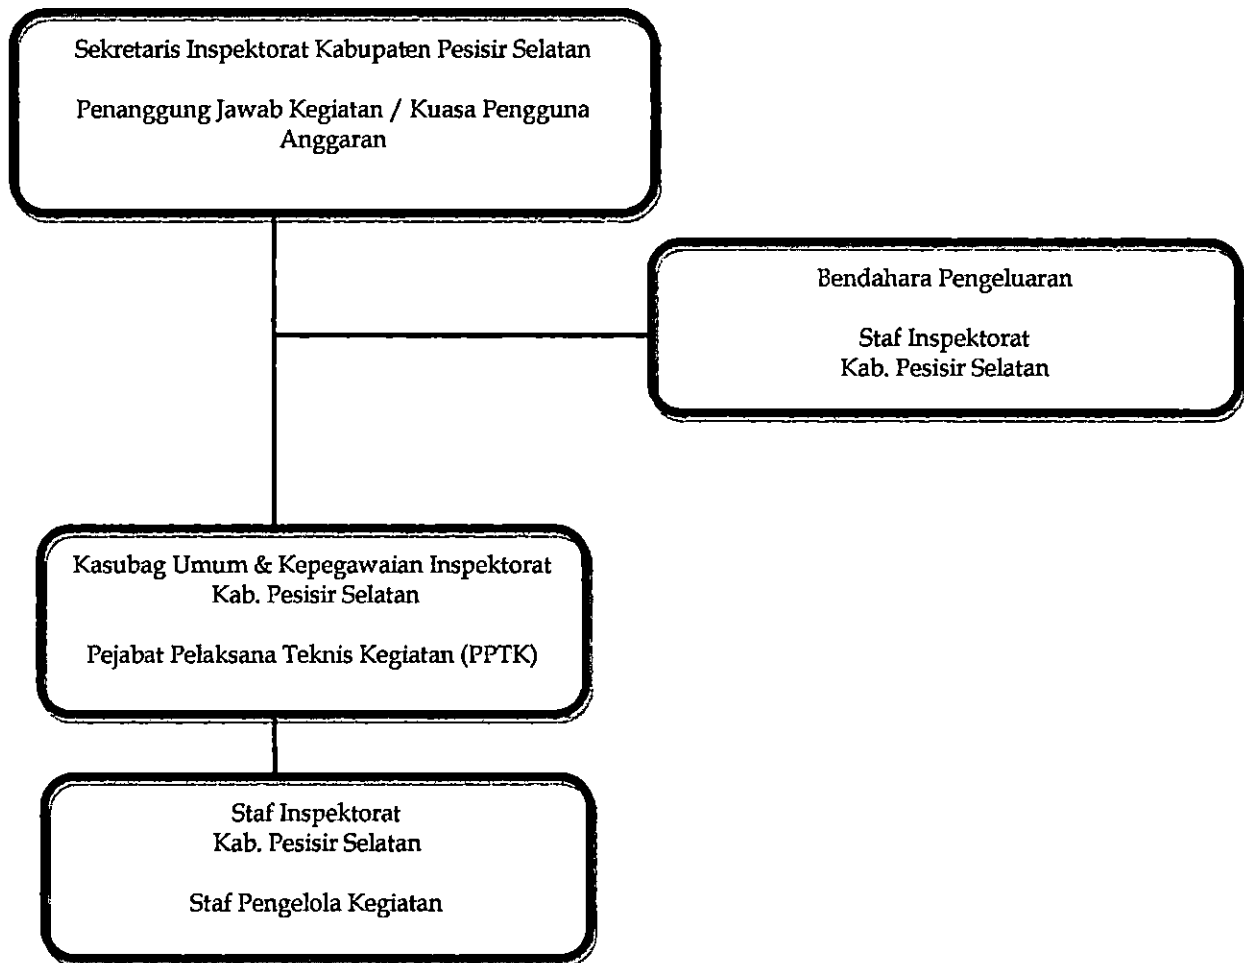 Sekretaris Inspektorat Kabupaten Pesisir Selatan
Penanggung Jawab Kegiatan / Kuasa Pengguna
Anggaran
Bendahara Pengeluaran
Staf Inspektorat
Kab. Pesisir Selatan
Kasubag Umum & Kepegawaian Inspektorat
Kab. Pesisir Selatan
Pejabat Pelaksana Teknis Kegiatan (PPTK)
Staf Inspektorat
Kab. Pesisir Selatan
Staf Pengelola Kegiatan